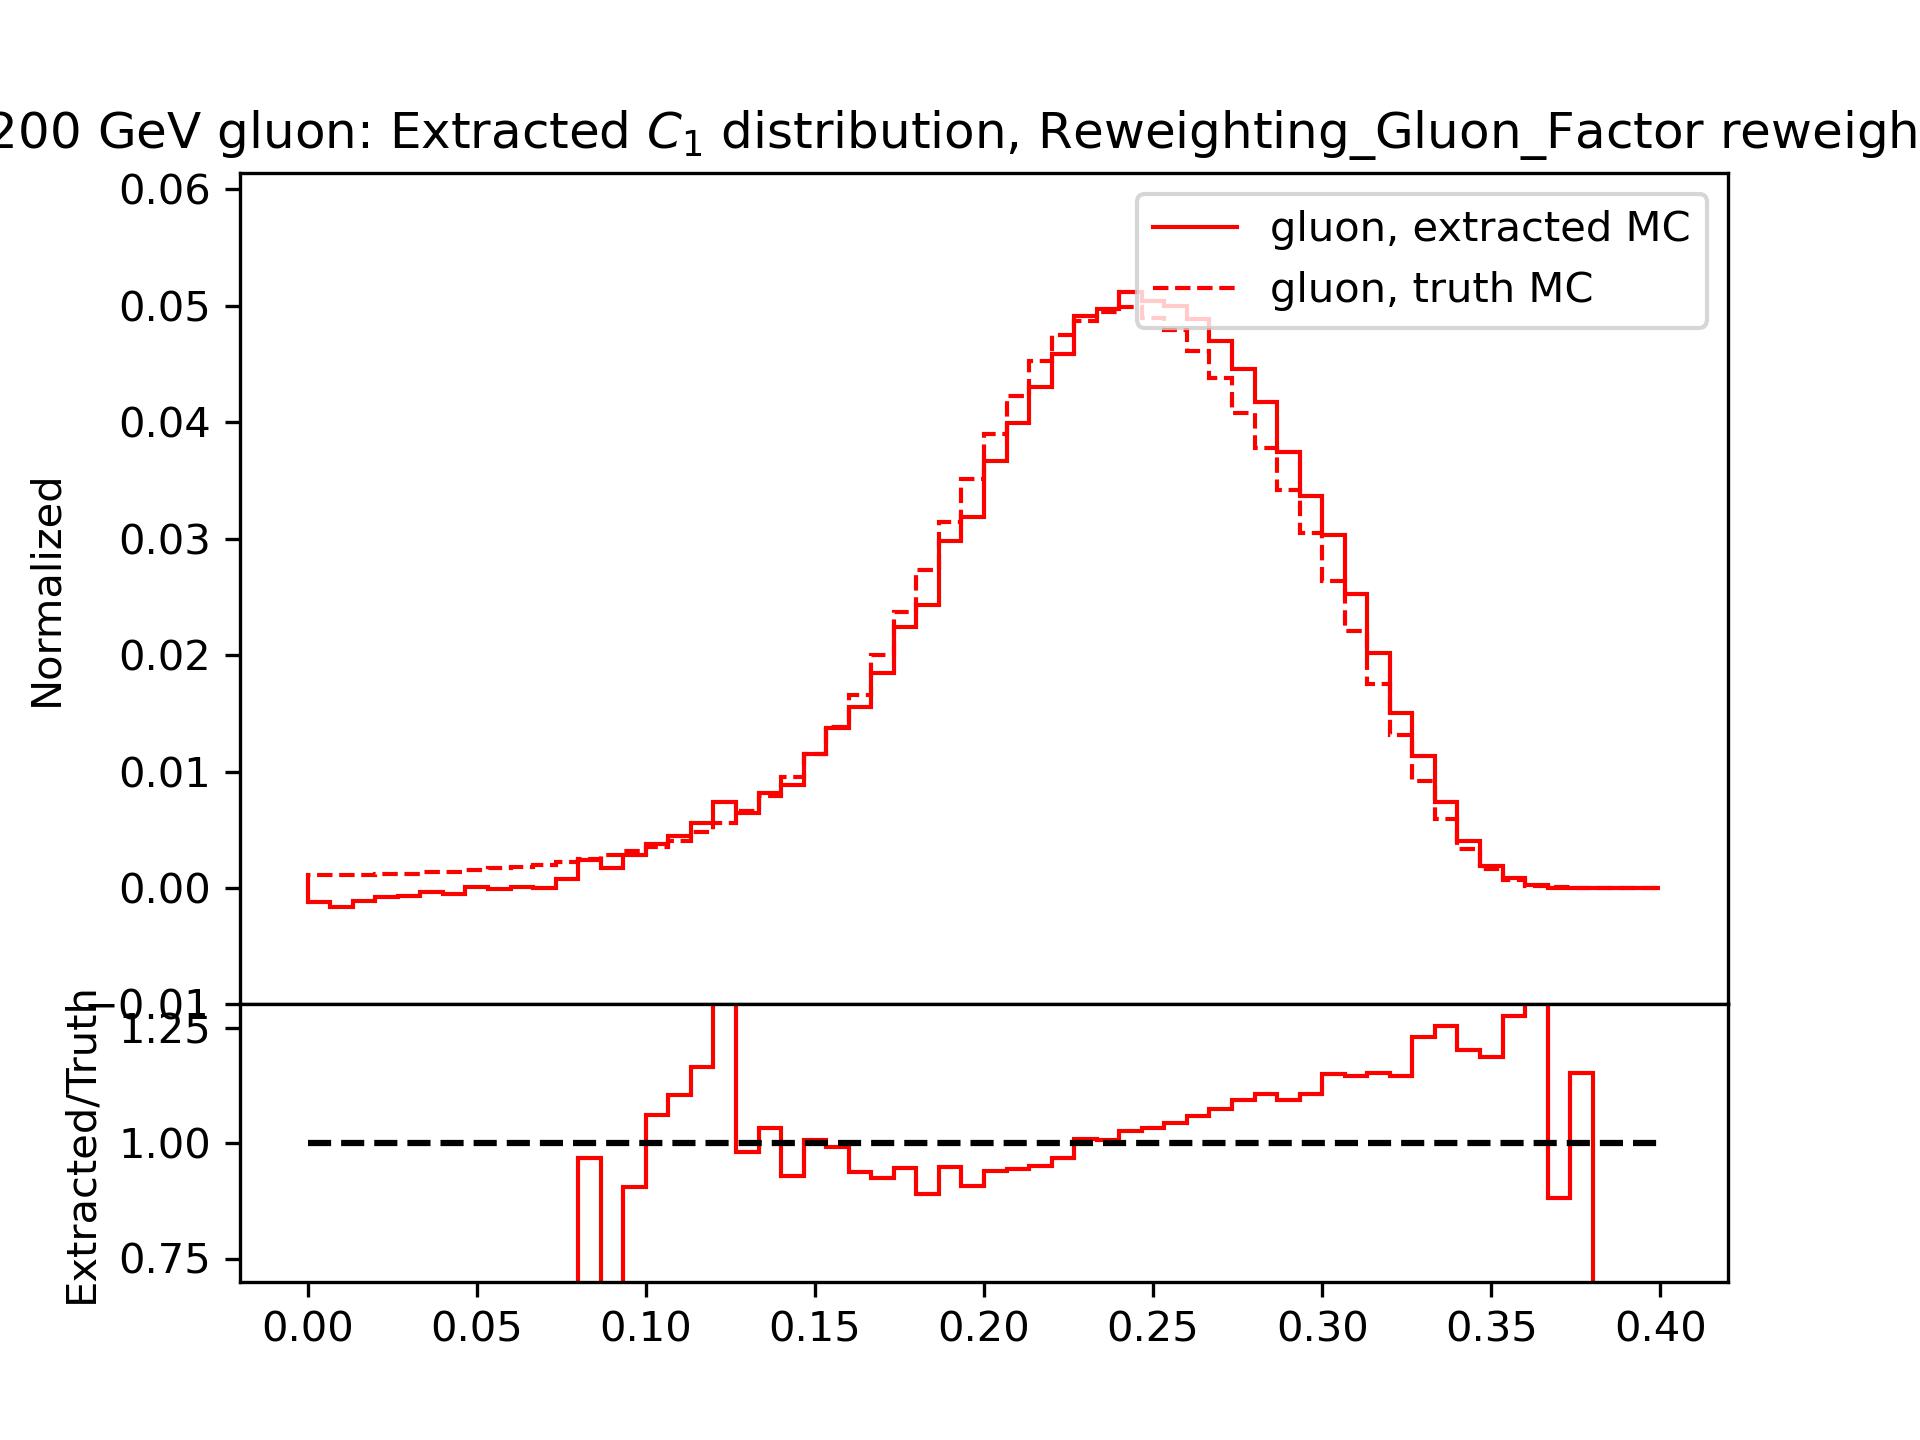 200 GeV gluon: Extracted C₁ distribution, Reweighting_Gluon_Factor reweigh
gluon, extracted MC
gluon, truth MC
Normalized
0.06
0.05
0.04
0.03
0.02
0.01
0.00
−0.01
Extracted/Truth
1.25
1.00
0.75
0.00 0.05 0.10 0.15 0.20 0.25 0.30 0.35 0.40